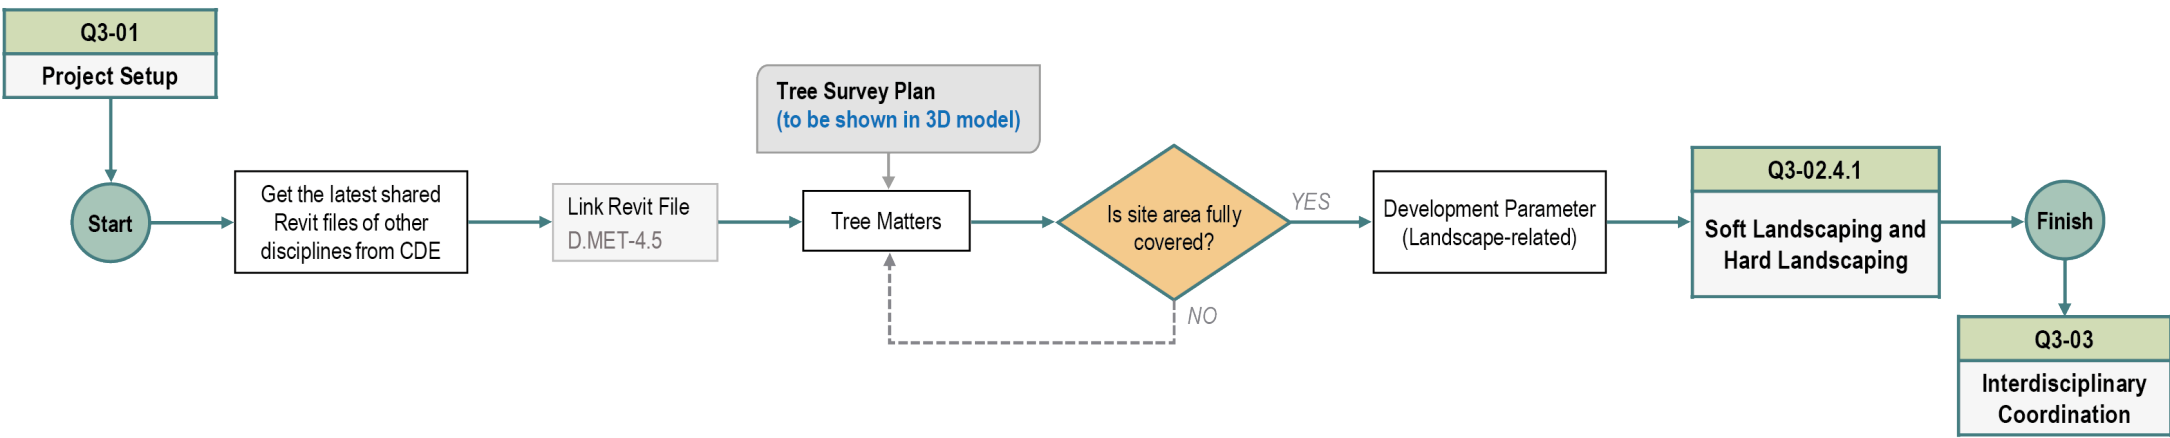 Q3-01
Project Setup
Start
Get the latest shared
Revit files of other
disciplines from CDE
Link Revit File
D.MET-4.5
Tree Survey Plan
(to be shown in 3D model)
Tree Matters
Is site area fully
covered?
YES
NO
Development Parameter
(Landscape-related)
Q3-02.4.1
Soft Landscaping and
Hard Landscaping
Finish
Q3-03
Interdisciplinary
Coordination